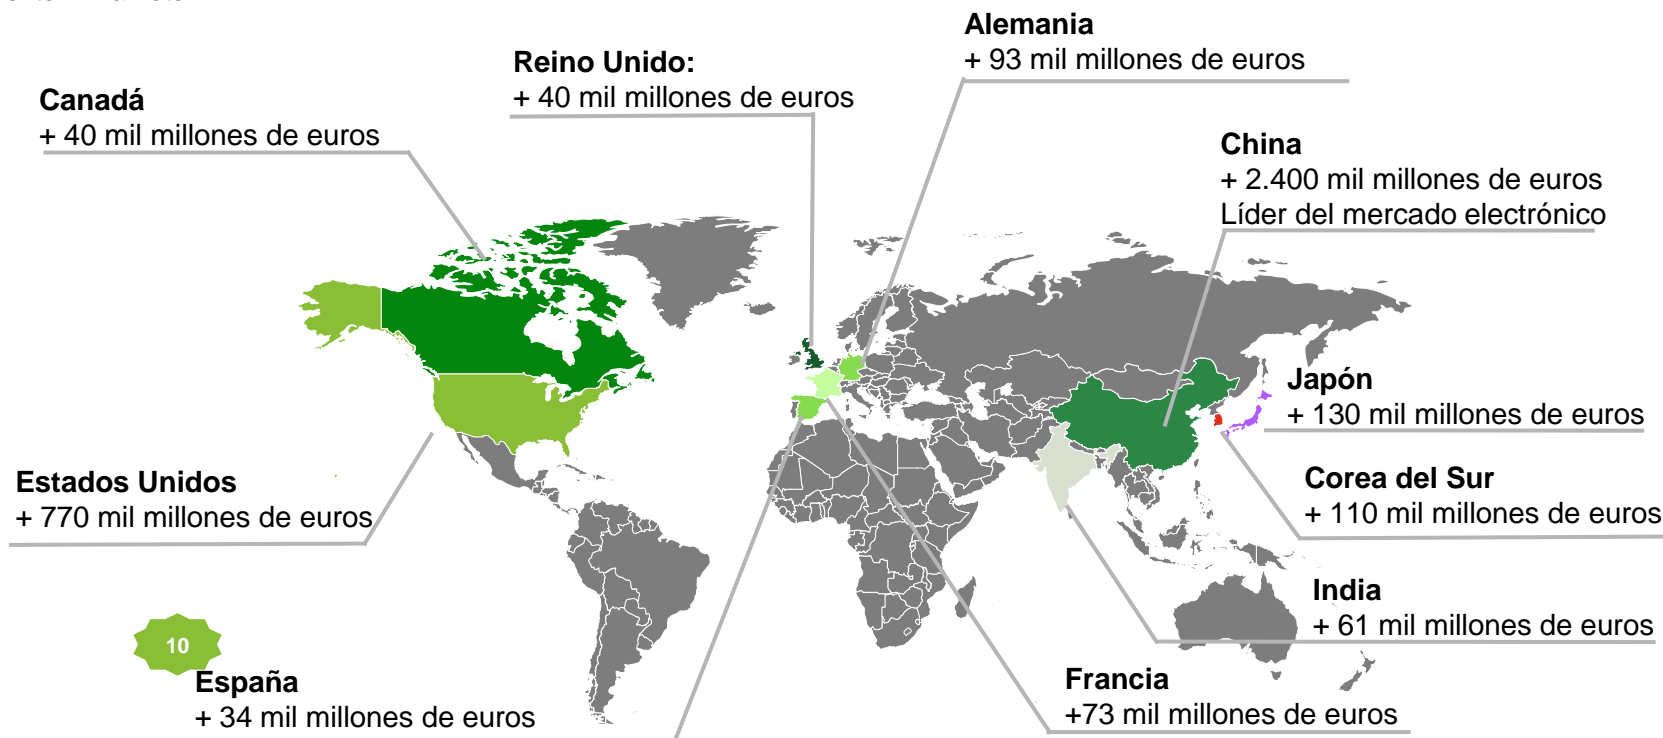 Alemania
+ 93 mil millones de euros
Reino Unido:
+ 40 mil millones de euros
Canadá
+ 40 mil millones de euros
China
+ 2.400 mil millones de euros
Líder del mercado electrónico
Japón
+ 130 mil millones de euros
Estados Unidos
+ 770 mil millones de euros
Corea del Sur
+ 110 mil millones de euros
India
+ 61 mil millones de euros
10
España
+ 34 mil millones de euros
Francia
+73 mil millones de euros